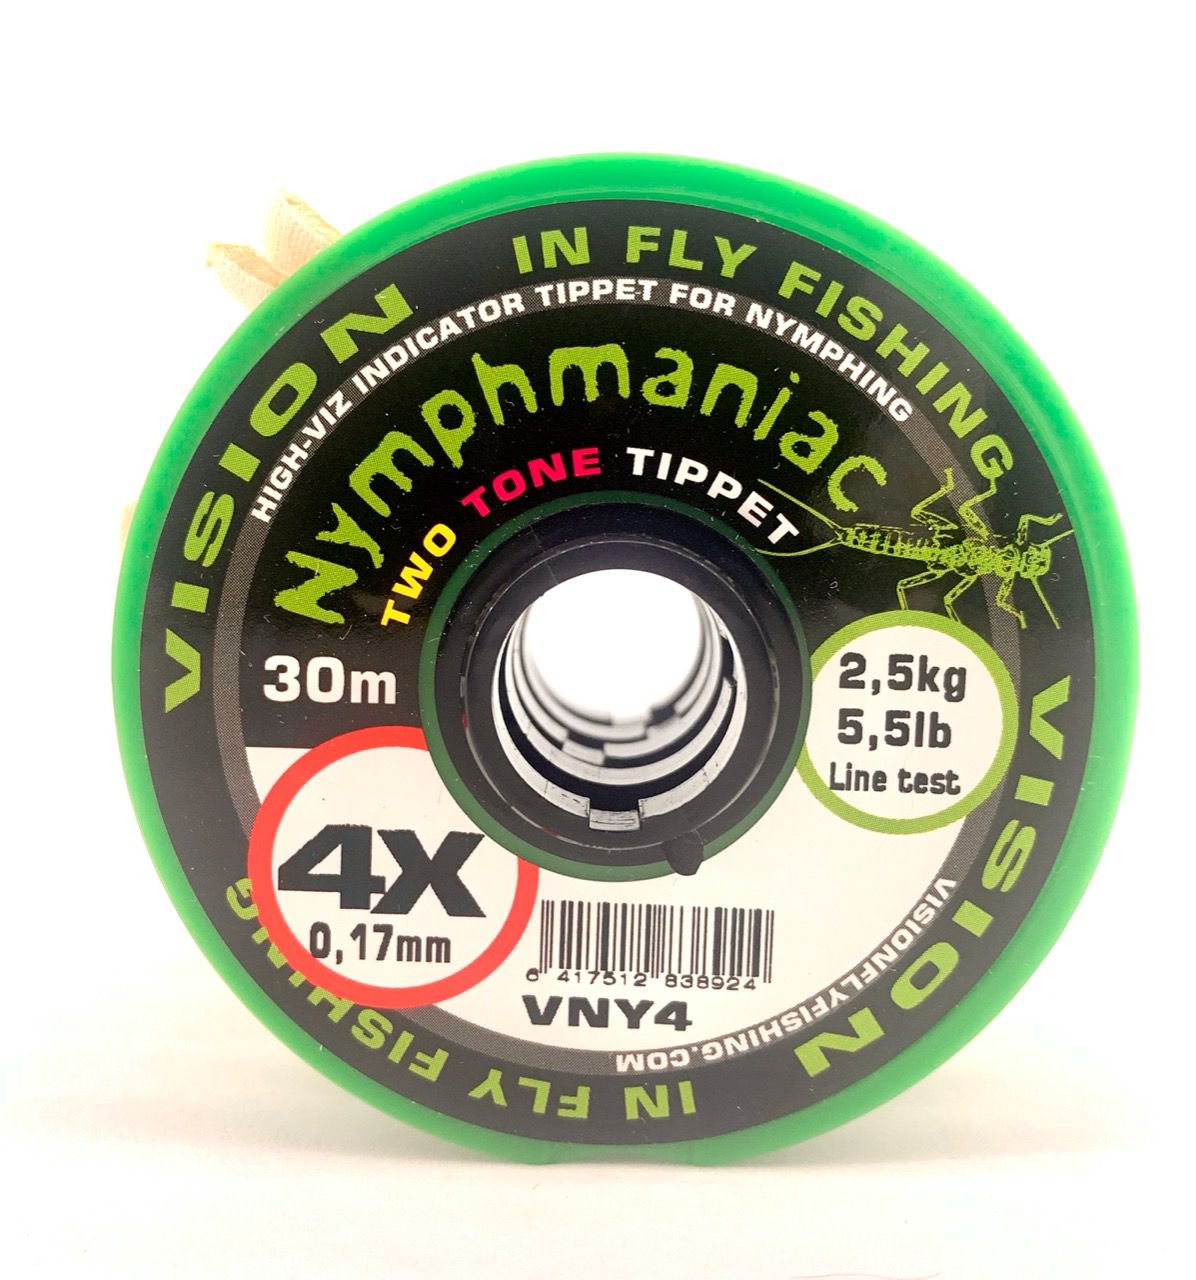 VISION IN FLY FISHING
HIGH-VIZ INDICATOR TIPPET FOR NYMPHING
Nymphmaniac
TWO TONE TIPPET
30m
2,5kg
5,5lb
Line test
4X
0,17mm
6 417512 838924
VNY4
VISIONFLYFISHING.COM
VISION IN FLY FISHING